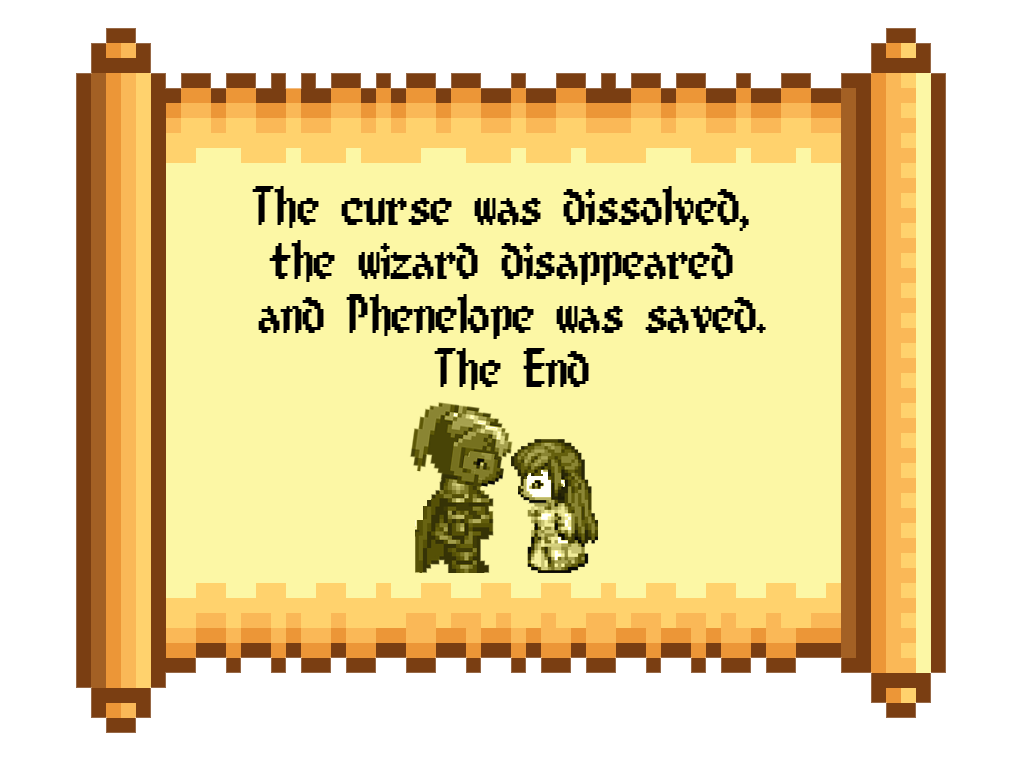 The curse was dissolved,
the wizard disappeared
and Phenelope was saved.
The End